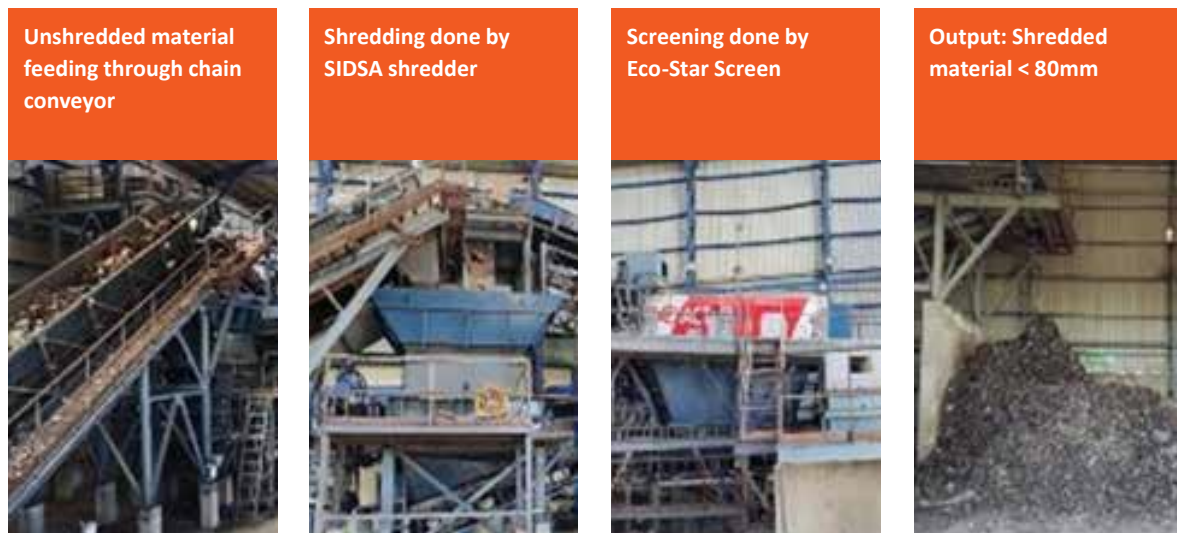 Unshredded material
feeding through chain
conveyor
Shredding done by
SIDSA shredder
Screening done by
Eco-Star Screen
Output: Shredded
material < 80mm